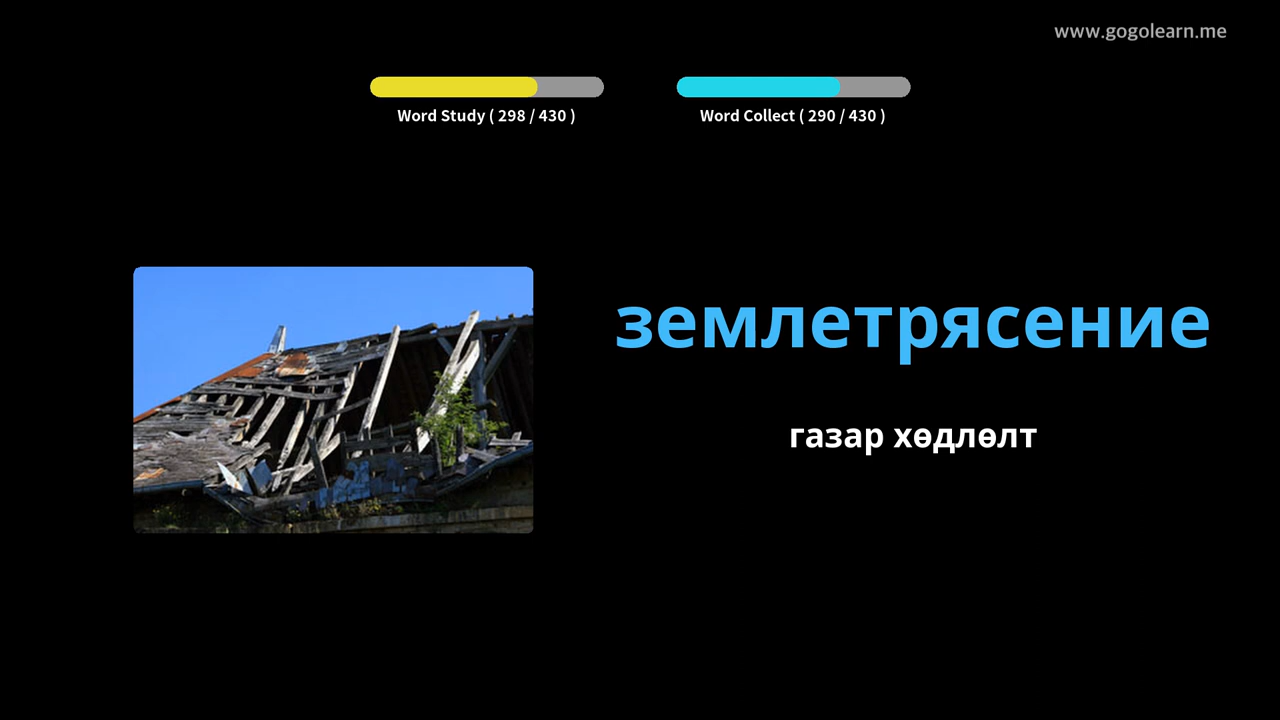 www.gogolearn.me
Word Study ( 298 / 430 )
Word Collect ( 290 / 430 )
землетрясение
газар хөдлөлт